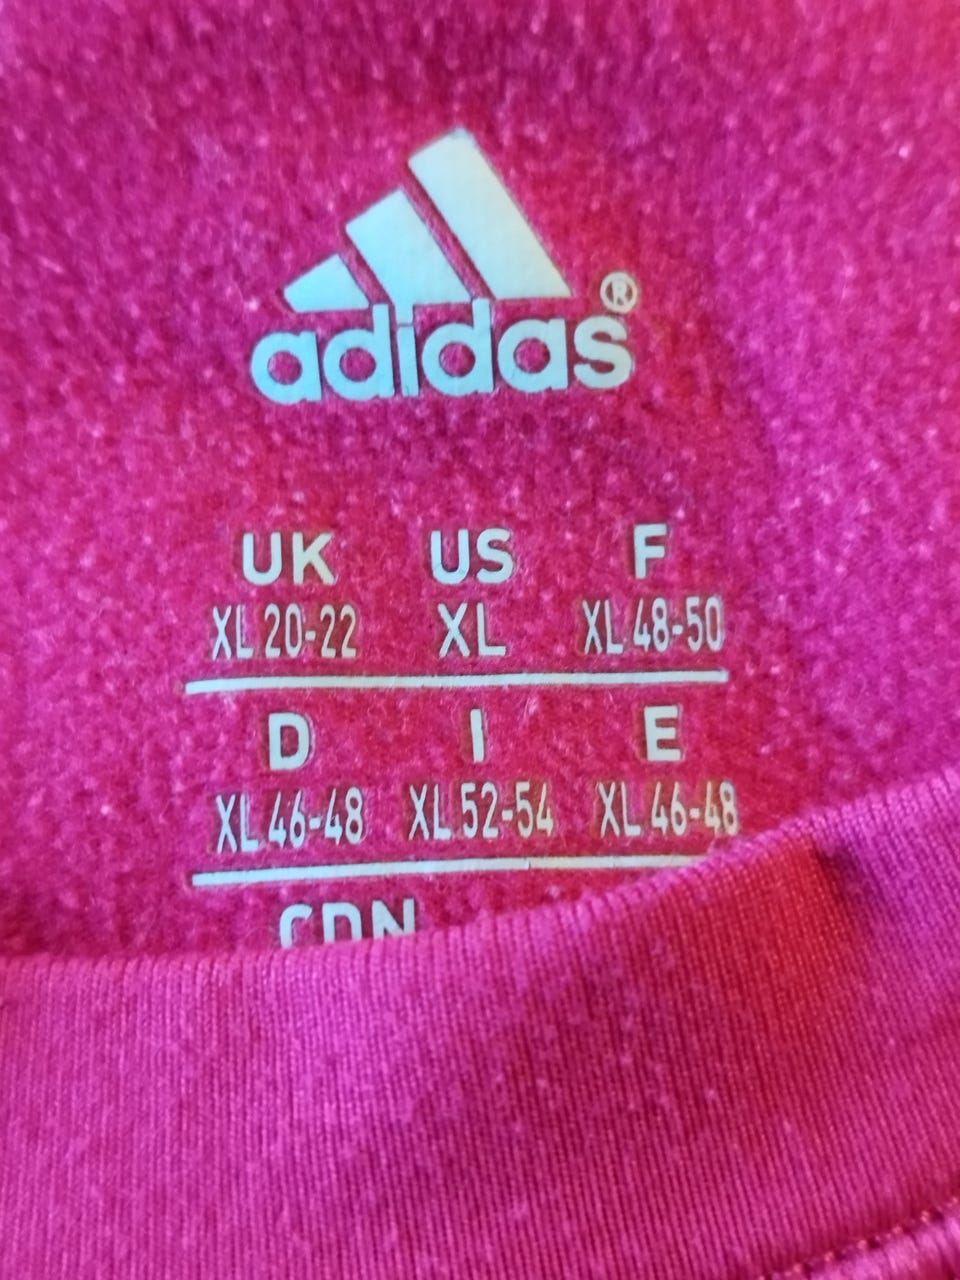 adidas®
UK US F
XL 20-22 XL XL 48-50
D I E
XL 46-48 XL 52-54 XL 46-48
CDN